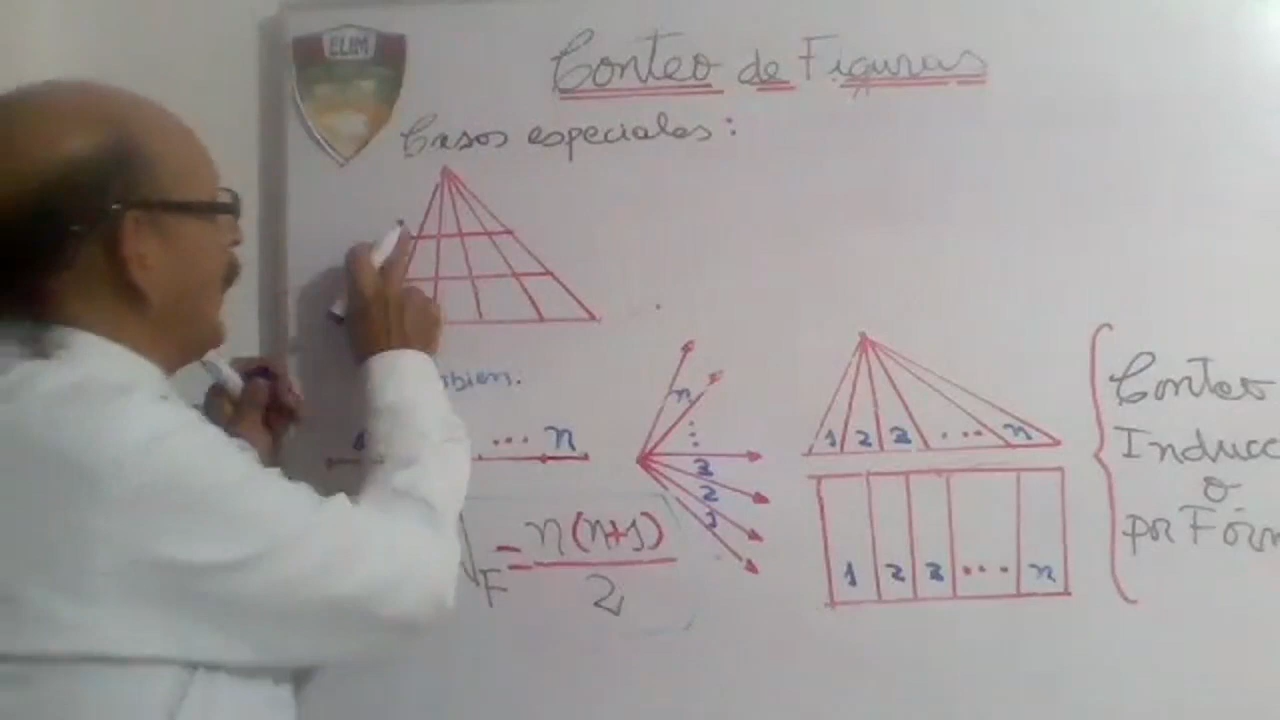 ELIM
Conteo de Figuras
Casos especiales:
bien.
... n
n
⋮
3
2
1
1 2 3 ... n
1 2 3 ... n
F = n(n+1)
2
Conteo
Induc
o
por Fórm